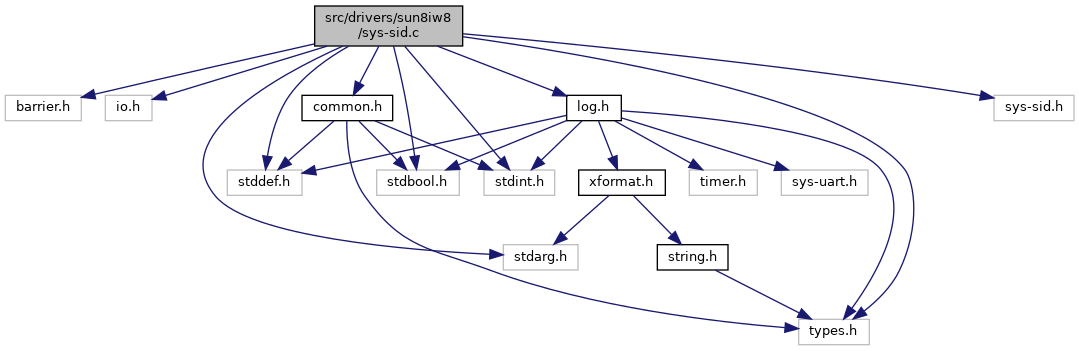 src/drivers/sun8iw8
/sys-sid.c
barrier.h
io.h
common.h
log.h
sys-sid.h
stddef.h
stdbool.h
stdint.h
xformat.h
timer.h
sys-uart.h
stdarg.h
string.h
types.h